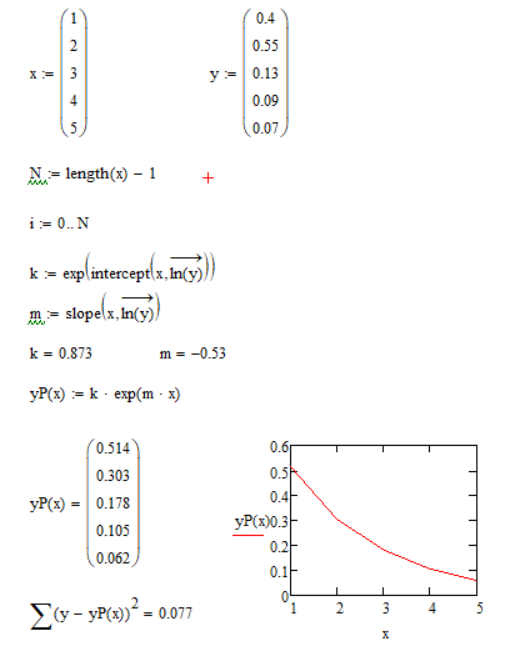 x := ( 1 2 3 4 5 )
y := ( 0.4 0.55 0.13 0.09 0.07 )
N := length(x) − 1
i := 0.. N
k := exp(intercept(x, ln(y)))
m := slope(x, ln(y))
k = 0.873 m = −0.53
yP(x) := k · exp(m · x)
yP(x) = ( 0.514 0.303 0.178 0.105 0.062 )
0.6
0.5
0.4
yP(x) 0.3
0.2
0.1
0
1 2 3 4 5
x
∑(y − yP(x))² = 0.077